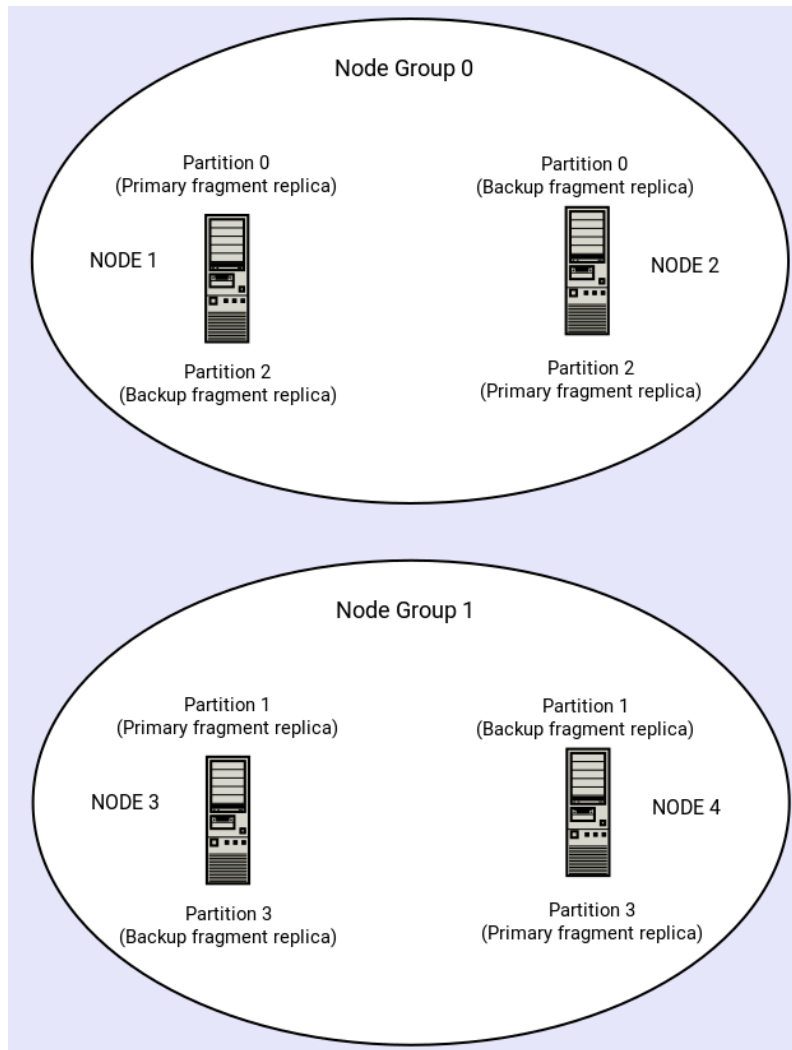 Node Group 0
Partition 0
(Primary fragment replica)
Partition 0
(Backup fragment replica)
NODE 1
NODE 2
Partition 2
(Backup fragment replica)
Partition 2
(Primary fragment replica)
Node Group 1
Partition 1
(Primary fragment replica)
Partition 1
(Backup fragment replica)
NODE 3
NODE 4
Partition 3
(Backup fragment replica)
Partition 3
(Primary fragment replica)